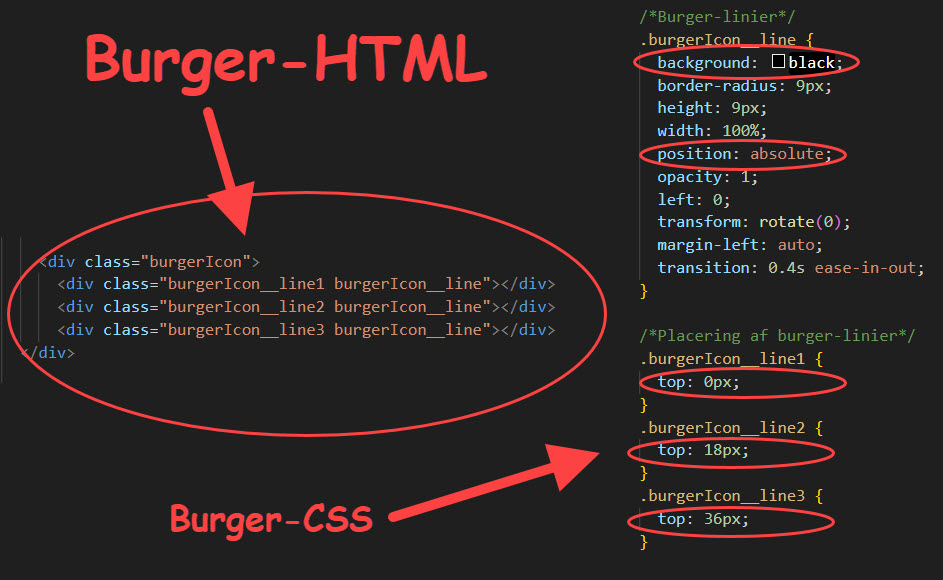 Burger-HTML
<div class="burgerIcon">
<div class="burgerIcon__line1 burgerIcon__line"></div>
<div class="burgerIcon__line2 burgerIcon__line"></div>
<div class="burgerIcon__line3 burgerIcon__line"></div>
</div>
Burger-CSS
/*Burger-linier*/
.burgerIcon__line {
background: black;
border-radius: 9px;
height: 9px;
width: 100%;
position: absolute;
opacity: 1;
left: 0;
transform: rotate(0);
margin-left: auto;
transition: 0.4s ease-in-out;
}
/*Placering af burger-linier*/
.burgerIcon__line1 {
top: 0px;
}
.burgerIcon__line2 {
top: 18px;
}
.burgerIcon__line3 {
top: 36px;
}